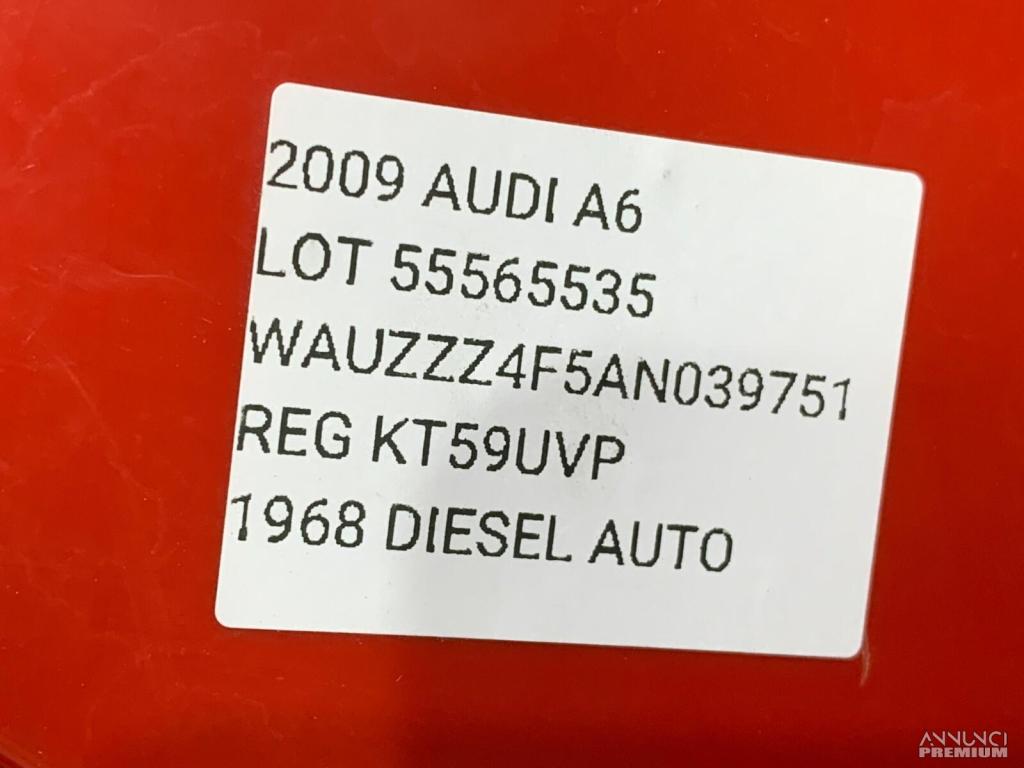 2009 AUDI A6
LOT 55565535
WAUZZZ4F5AN039751
REG KT59UVP
1968 DIESEL AUTO
ANNUNCI
PREMIUM